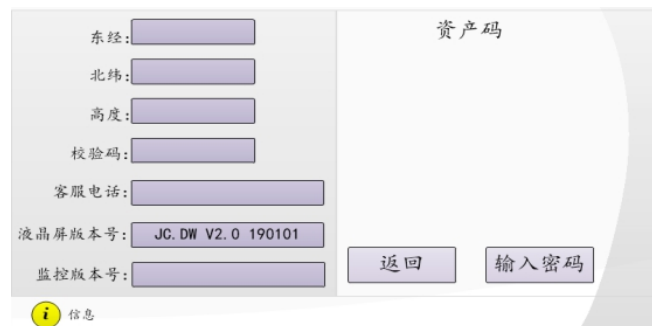 东经:
北纬:
高度:
校验码:
客服电话:
液晶屏版本号: JC.DW V2.0 190101
监控版本号:
资产码
返回 输入密码
i 信息